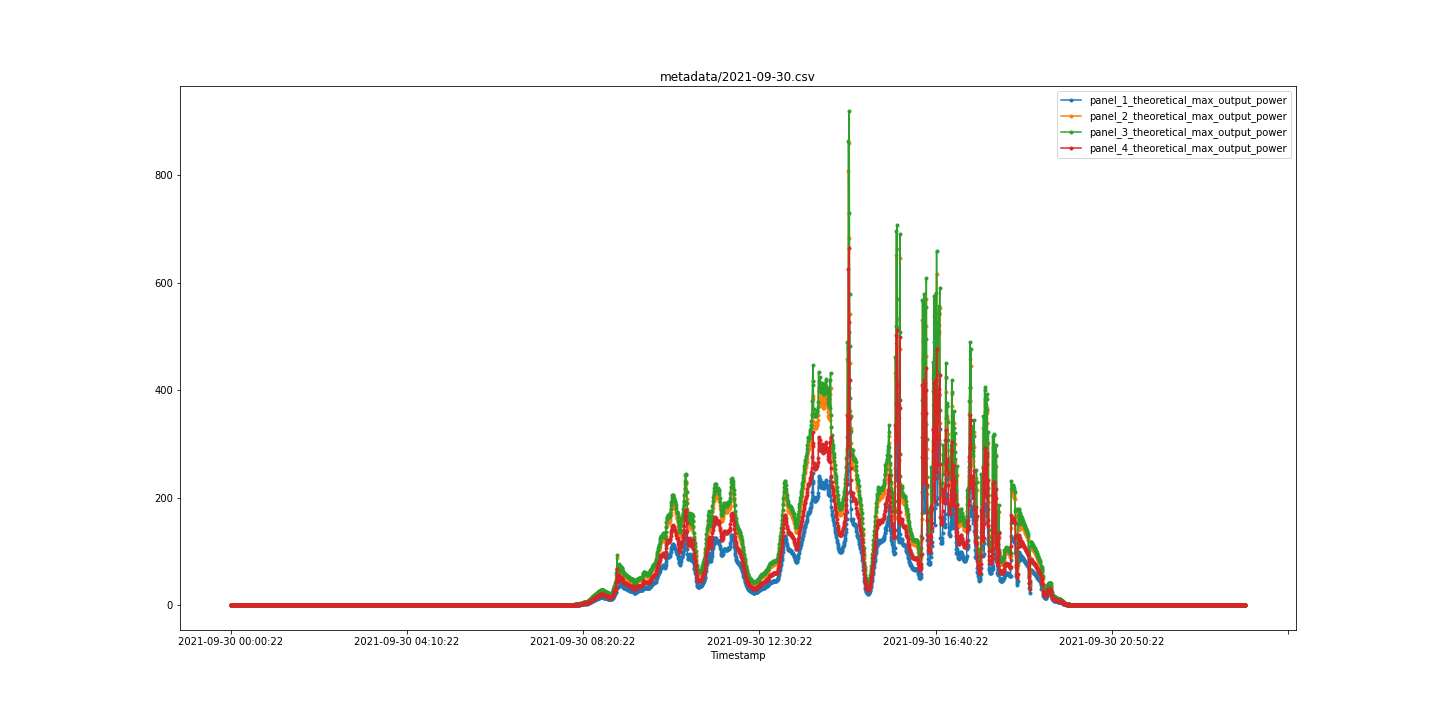 metadata/2021-09-30.csv
panel_1_theoretical_max_output_power
panel_2_theoretical_max_output_power
panel_3_theoretical_max_output_power
panel_4_theoretical_max_output_power
800
600
400
200
0
2021-09-30 00:00:22 2021-09-30 04:10:22 2021-09-30 08:20:22 2021-09-30 12:30:22 2021-09-30 16:40:22 2021-09-30 20:50:22
Timestamp